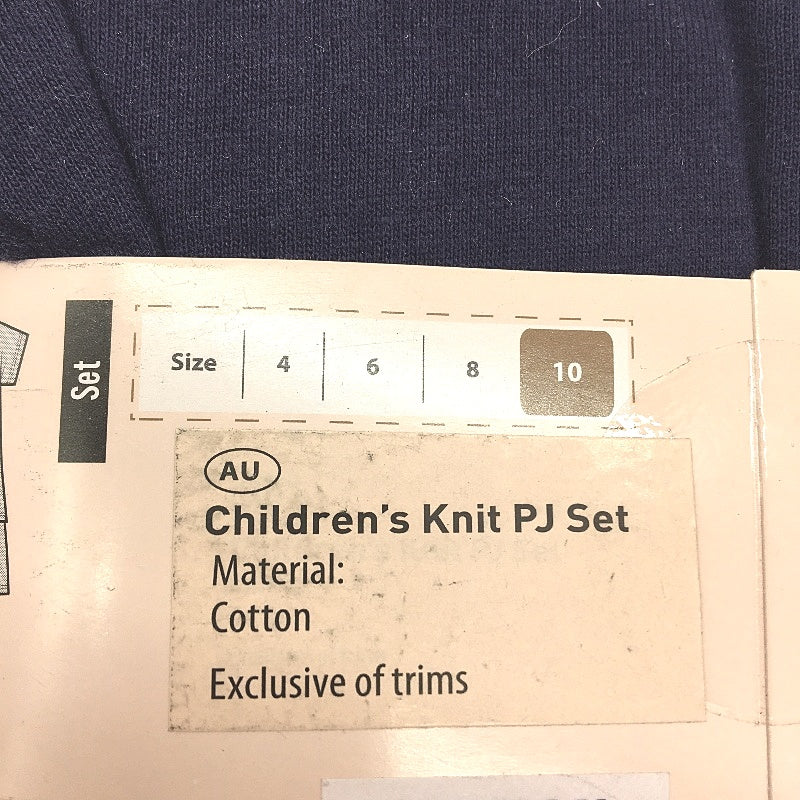 Set
Size 4 6 8 10
AU
Children's Knit PJ Set
Material:
Cotton
Exclusive of trims